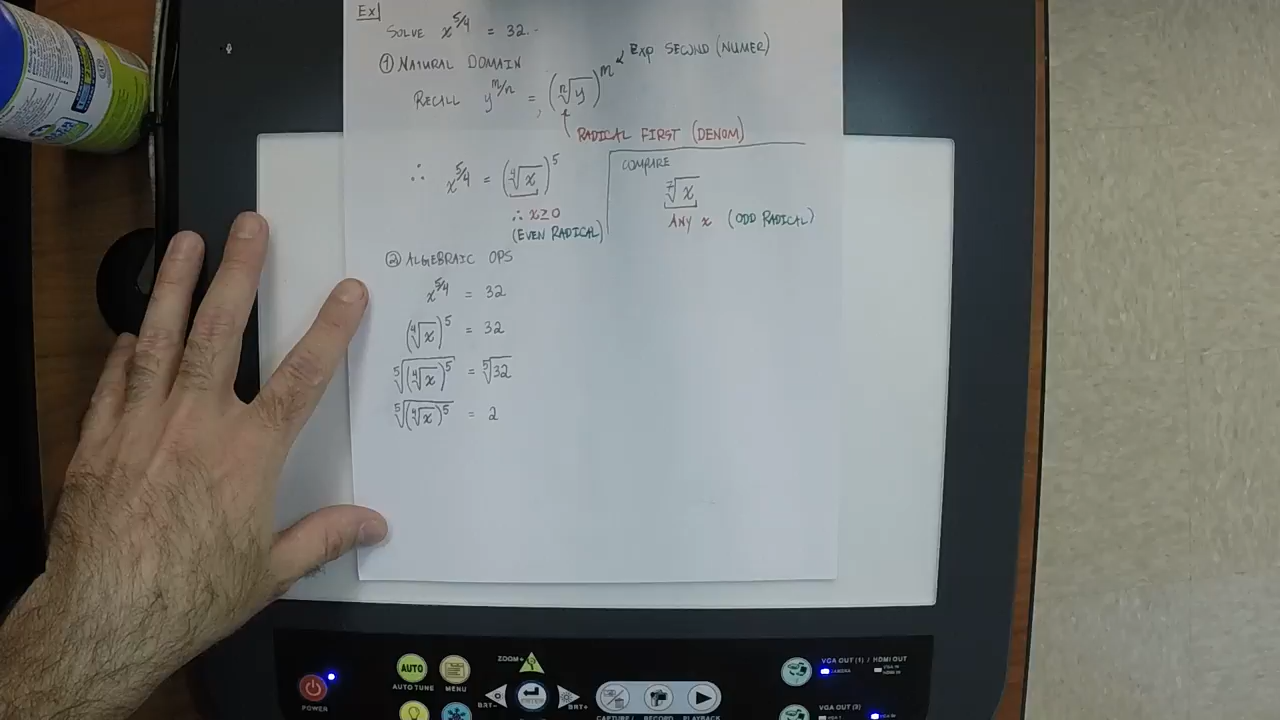 Ex
SOLVE x^{5/4} = 32.
① NATURAL DOMAIN
EXP SECOND (NUMER)
RECALL y^{m/n} = (ⁿ√y)^m
RADICAL FIRST (DENOM)
∴ x^{5/4} = (⁴√x)^5
∴ x ≥ 0
(EVEN RADICAL)
COMPARE
⁷√x
ANY x (ODD RADICAL)
② ALGEBRAIC OPS
x^{5/4} = 32
(⁴√x)^5 = 32
⁵√((⁴√x)^5) = ⁵√32
⁵√((⁴√x)^5) = 2
ZOOM+
AUTO
AUTO TUNE
MENU
POWER
BRT-
ENTER
BRT+
CAPTURE/
RECORD
PLAYBACK
VGA OUT (1) / HDMI OUT
CAMERA
VGA OUT (2)